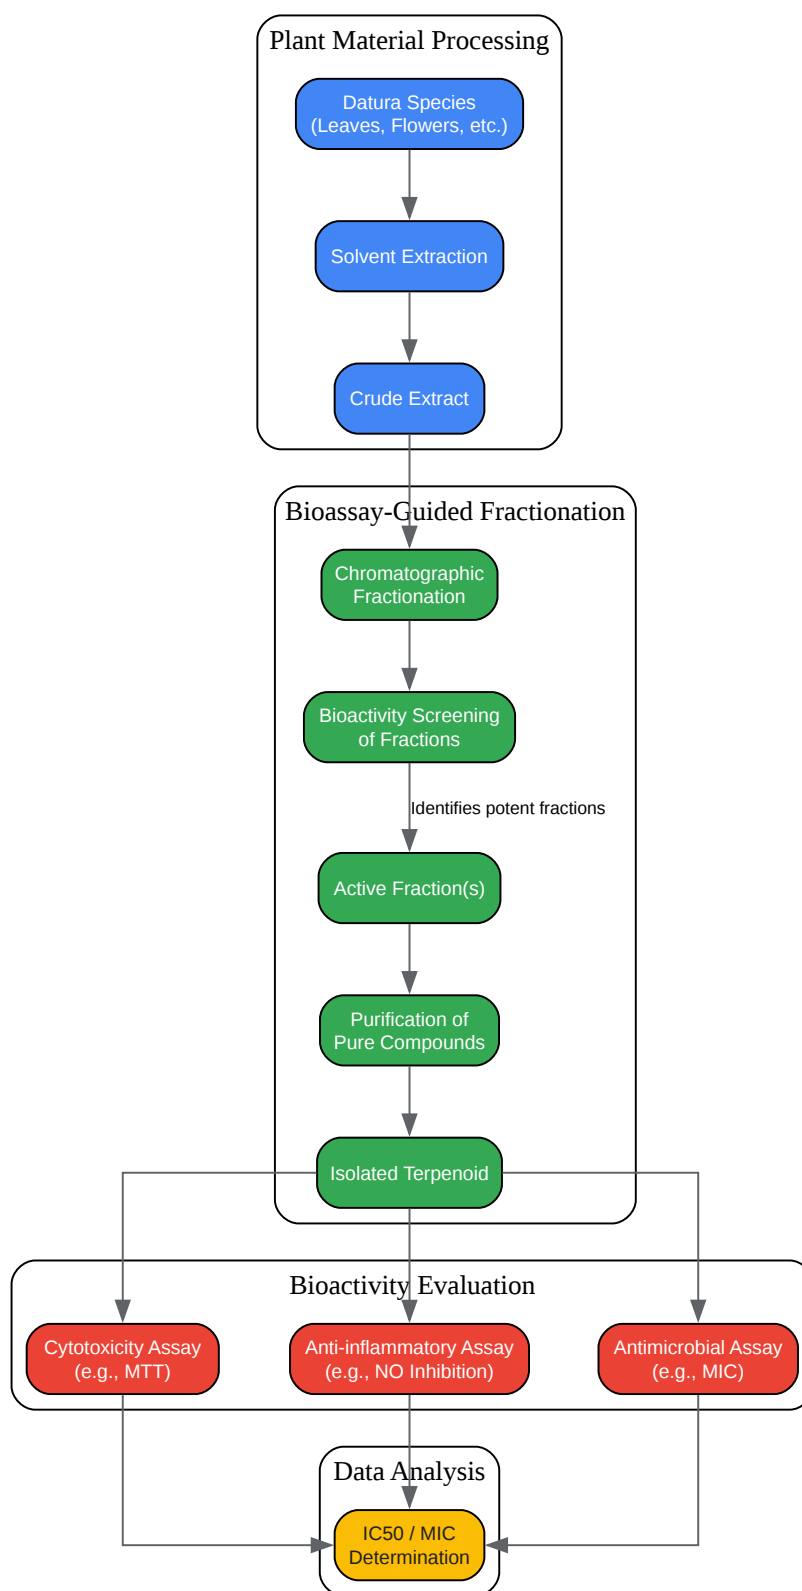 Plant Material Processing
Datura Species
(Leaves, Flowers, etc.)
Solvent Extraction
Crude Extract
Bioassay-Guided Fractionation
Chromatographic
Fractionation
Bioactivity Screening
of Fractions
Identifies potent fractions
Active Fraction(s)
Purification of
Pure Compounds
Isolated Terpenoid
Bioactivity Evaluation
Cytotoxicity Assay
(e.g., MTT)
Anti-inflammatory Assay
(e.g., NO Inhibition)
Antimicrobial Assay
(e.g., MIC)
Data Analysis
IC50 / MIC
Determination